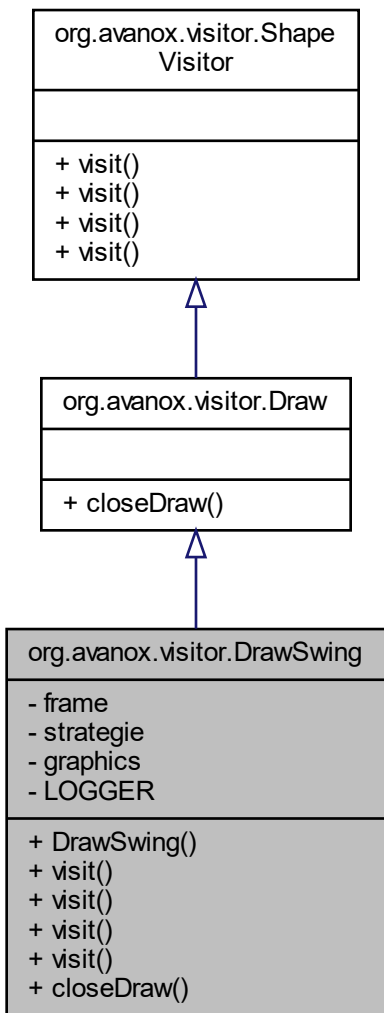 org.avanox.visitor.Shape
Visitor
+ visit()
+ visit()
+ visit()
+ visit()
org.avanox.visitor.Draw
+ closeDraw()
org.avanox.visitor.DrawSwing
- frame
- strategie
- graphics
- LOGGER
+ DrawSwing()
+ visit()
+ visit()
+ visit()
+ visit()
+ closeDraw()